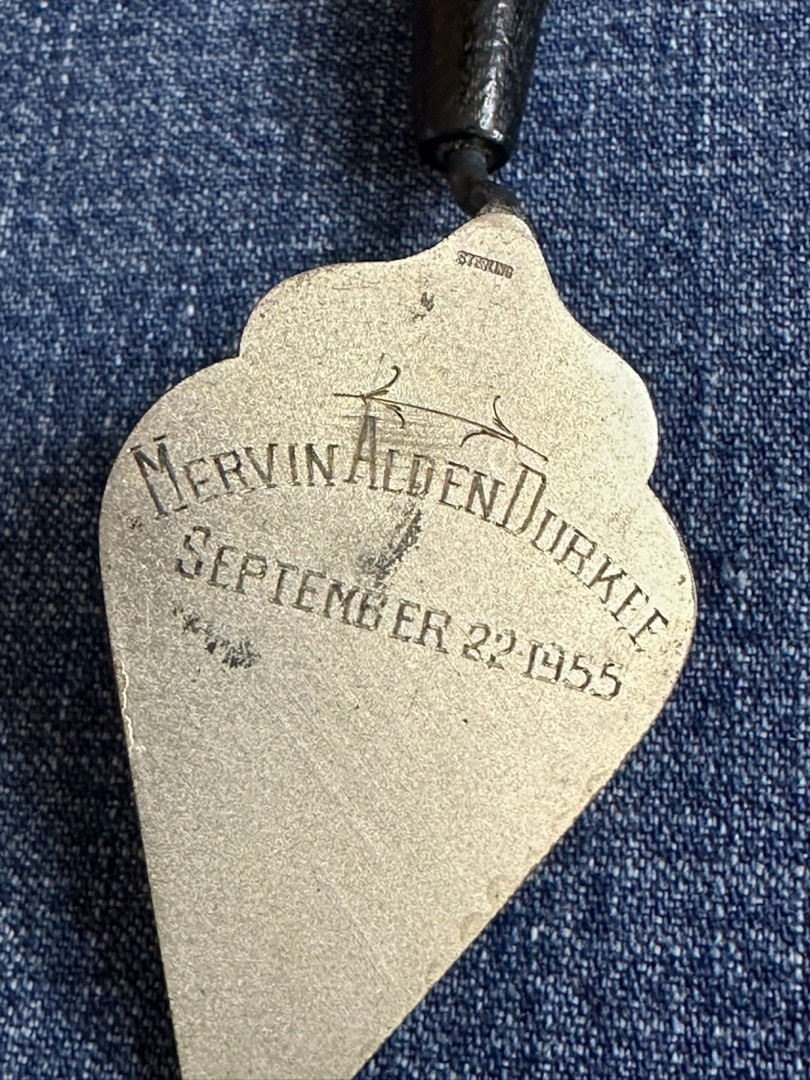 STERLING
MERVIN ALDEN DURKEE
SEPTEMBER 22 1955